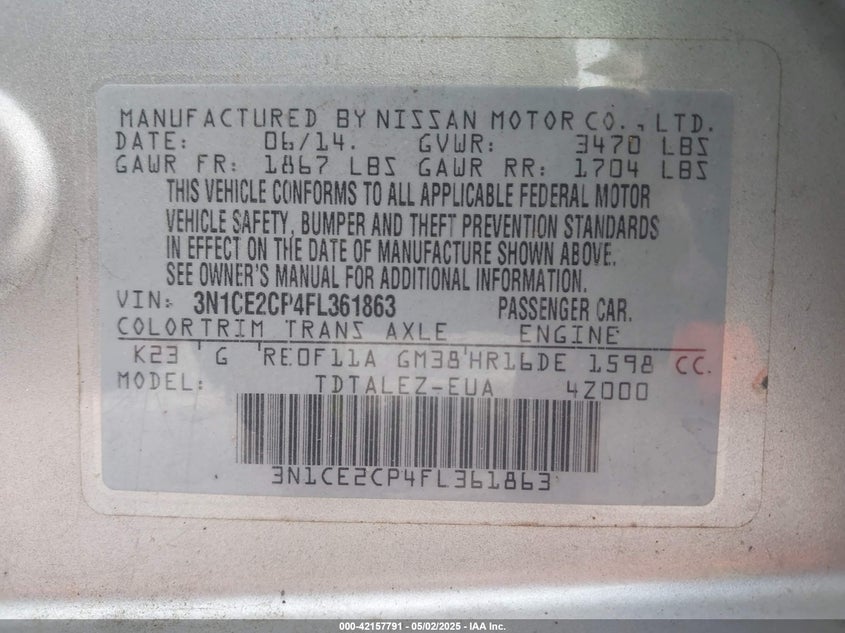 MANUFACTURED BY NISSAN MOTOR CO., LTD.
DATE: 06/14. GVWR: 3470 LBS
GAWR FR: 1867 LBS GAWR RR: 1704 LBS
THIS VEHICLE CONFORMS TO ALL APPLICABLE FEDERAL MOTOR
VEHICLE SAFETY, BUMPER AND THEFT PREVENTION STANDARDS
IN EFFECT ON THE DATE OF MANUFACTURE SHOWN ABOVE.
SEE OWNER'S MANUAL FOR ADDITIONAL INFORMATION.
VIN: 3N1CE2CP4FL361863 PASSENGER CAR.
COLOR TRIM TRANS AXLE ENGINE
K23 G RE0F11A GM38 HR16DE 1598 CC.
MODEL: TDTALEZ-EUA 4Z000
3N1CE2CP4FL361863
000-42157791 - 05/02/2025 - IAA Inc.